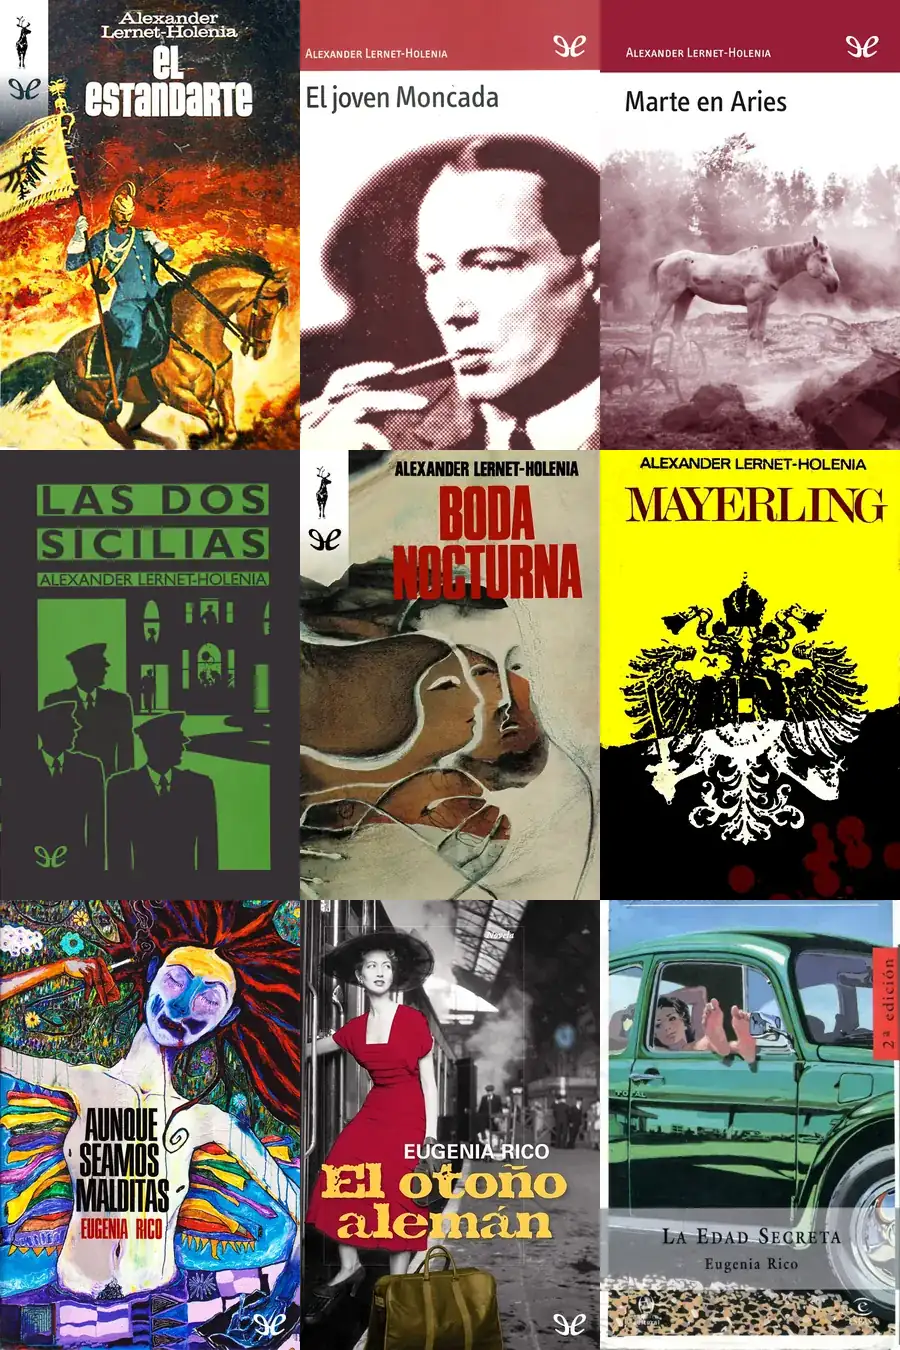 Alexander
Lernet-Holenia
EL
ESTANDARTE
ALEXANDER LERNET-HOLENIA
El joven Moncada
ALEXANDER LERNET-HOLENIA
Marte en Aries
LAS DOS
SICILIAS
ALEXANDER LERNET-HOLENIA
ALEXANDER LERNET-HOLENIA
BODA
NOCTURNA
ALEXANDER LERNET-HOLENIA
MAYERLING
AUNQUE
SEAMOS
MALDITAS
EUGENIA RICO
Novela
EUGENIA RICO
El otoño
alemán
2ª edición
LA EDAD SECRETA
Eugenia Rico